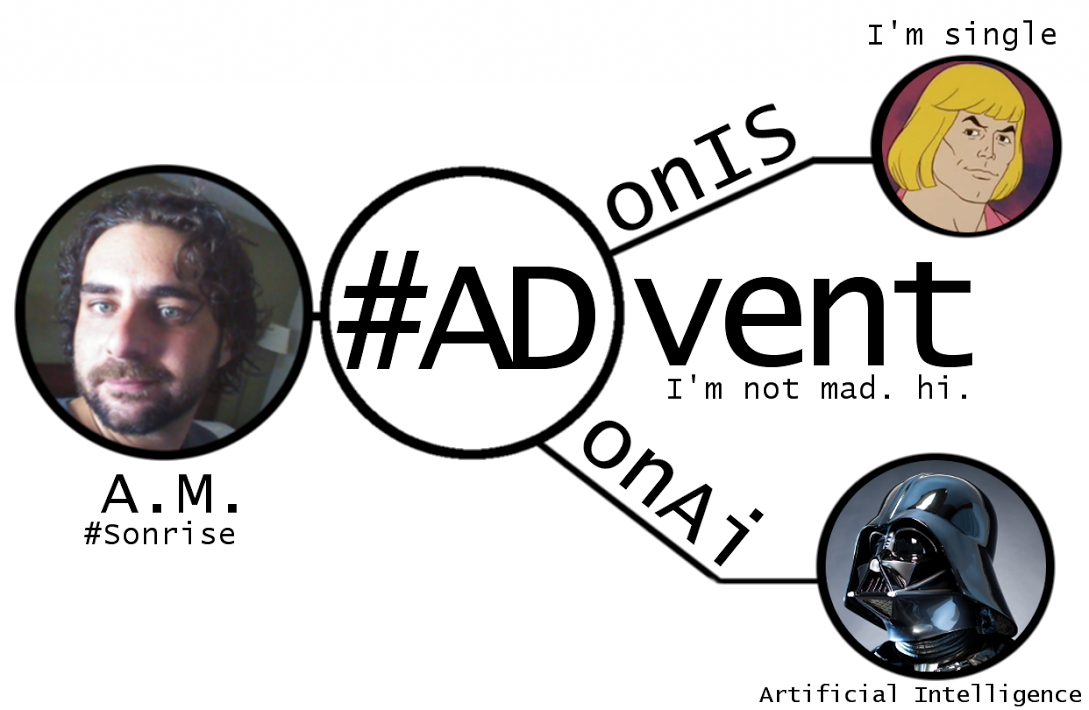 I'm single
onIS
#ADvent
I'm not mad. hi.
onAi
A.M.
#Sonrise
Artificial Intelligence